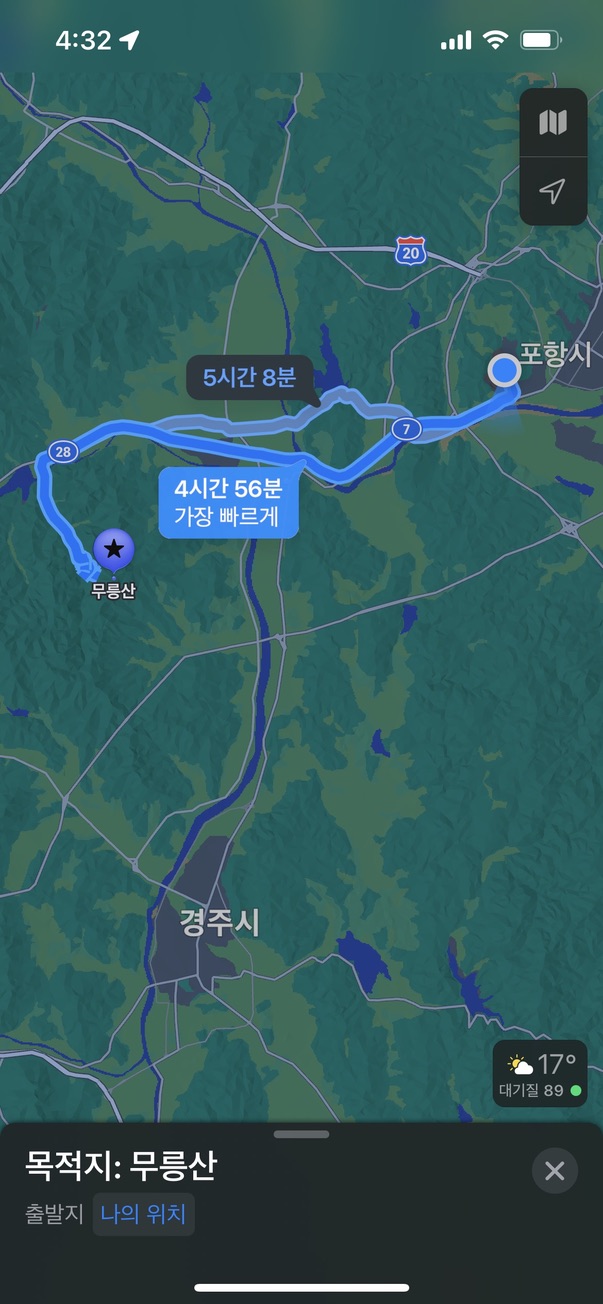 4:32
20
포항시
5시간 8분
7
28
4시간 56분
가장 빠르게
무릉산
경주시
17°
대기질 89
목적지: 무릉산
출발지 나의 위치